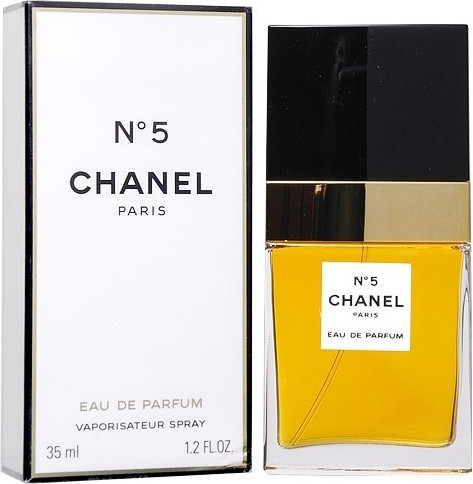 N°5
CHANEL
PARIS
EAU DE PARFUM
VAPORISATEUR SPRAY
35 ml 1.2 FL.OZ.
N°5
CHANEL
PARIS
EAU DE PARFUM